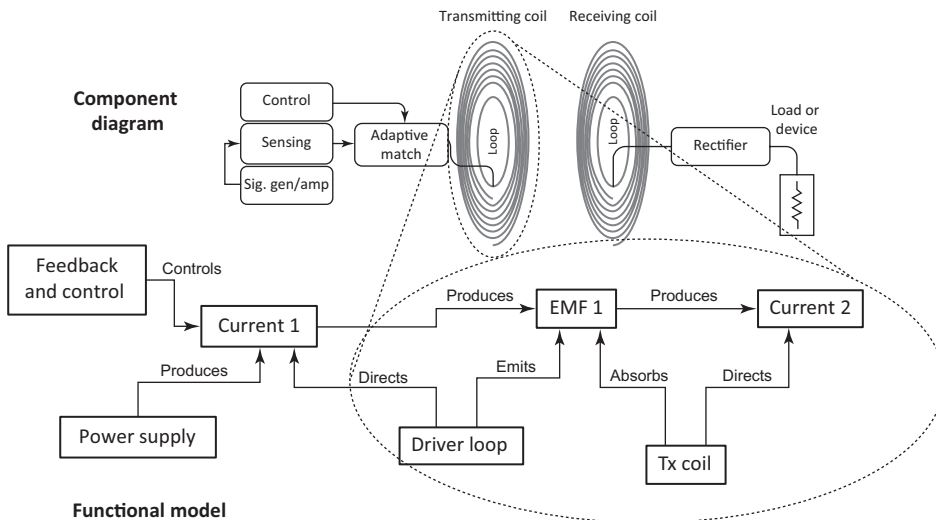 Transmitting coil
Receiving coil
Component
diagram
Control
Sensing
Sig. gen/amp
Adaptive
match
Loop
Loop
Rectifier
Load or
device
Feedback
and control
Controls
Current 1
Produces
EMF 1
Produces
Current 2
Produces
Directs
Emits
Absorbs
Directs
Power supply
Driver loop
Tx coil
Functional model